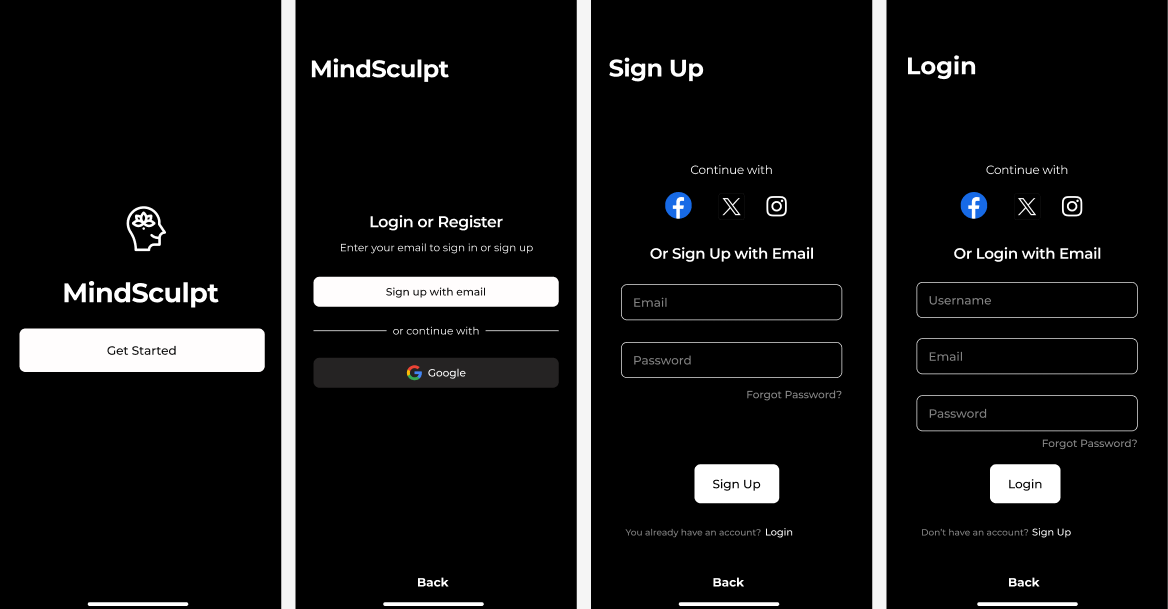 MindSculpt
Get Started
MindSculpt
Login or Register
Enter your email to sign in or sign up
Sign up with email
or continue with
Google
Back
Sign Up
Continue with
Or Sign Up with Email
Email
Password
Forgot Password?
Sign Up
You already have an account? Login
Back
Login
Continue with
Or Login with Email
Username
Email
Password
Forgot Password?
Login
Don't have an account? Sign Up
Back